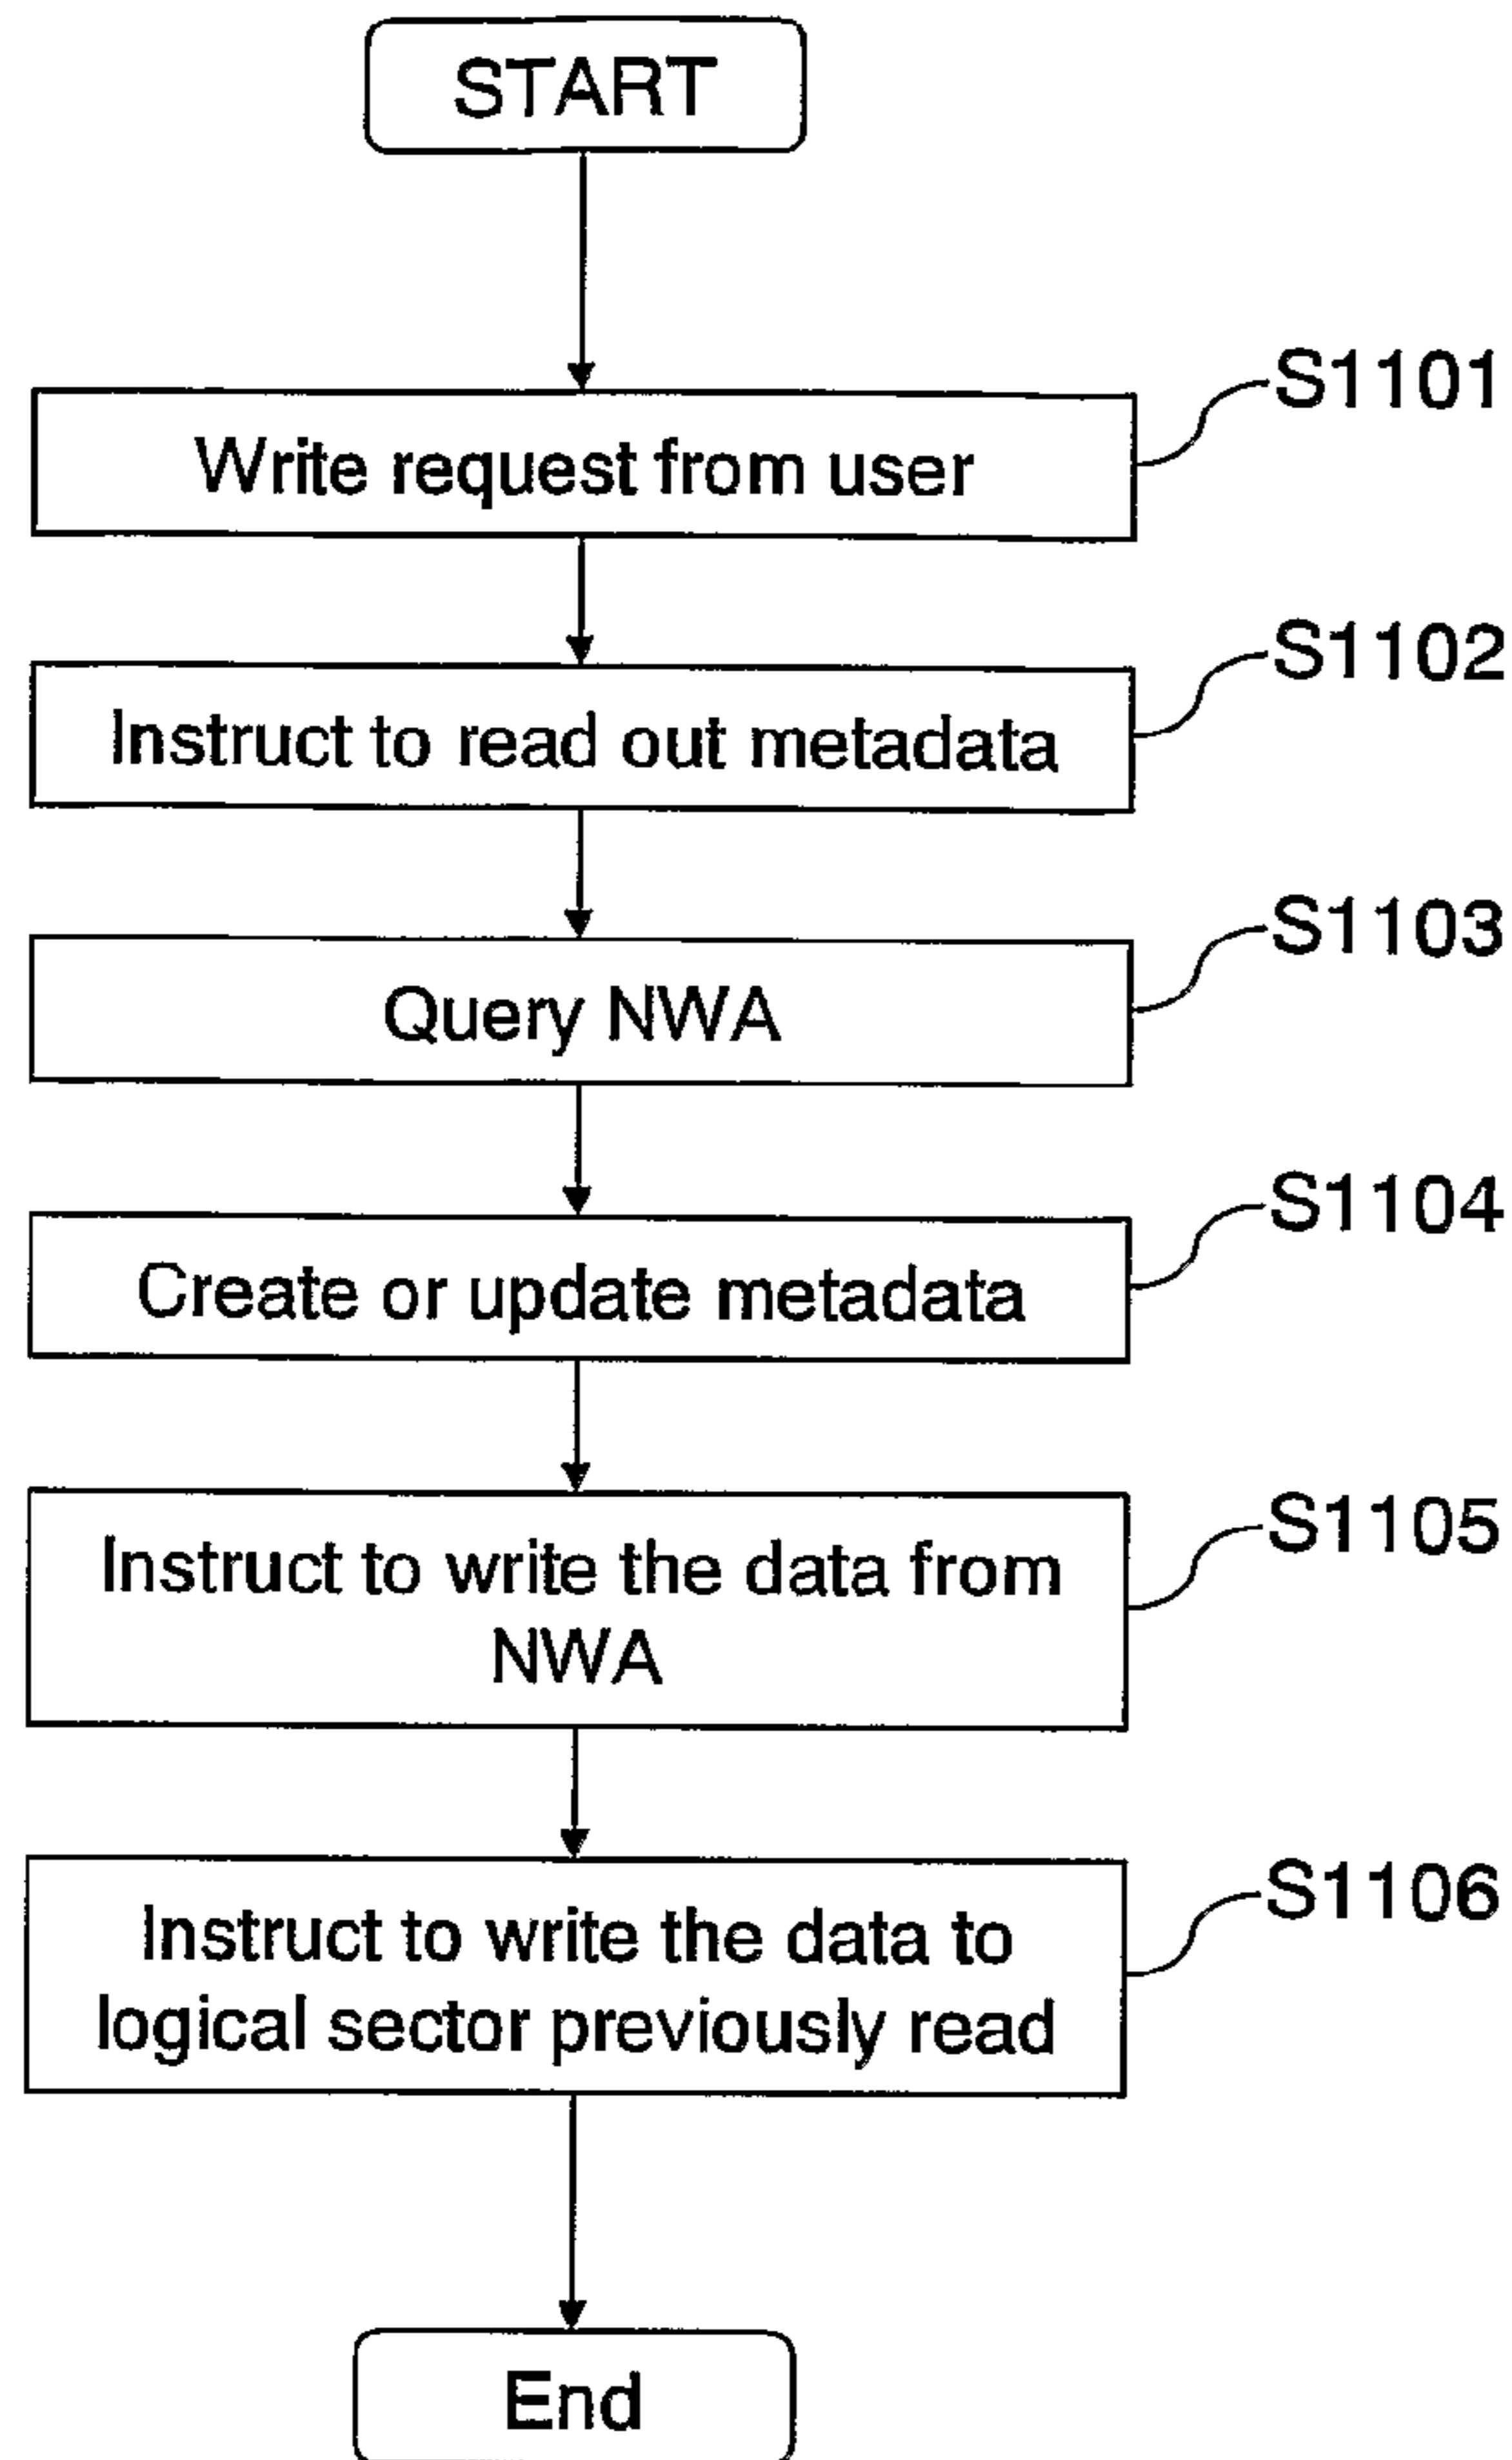 START
S1101
Write request from user
S1102
Instruct to read out metadata
S1103
Query NWA
S1104
Create or update metadata
S1105
Instruct to write the data from
NWA
S1106
Instruct to write the data to
logical sector previously read
End